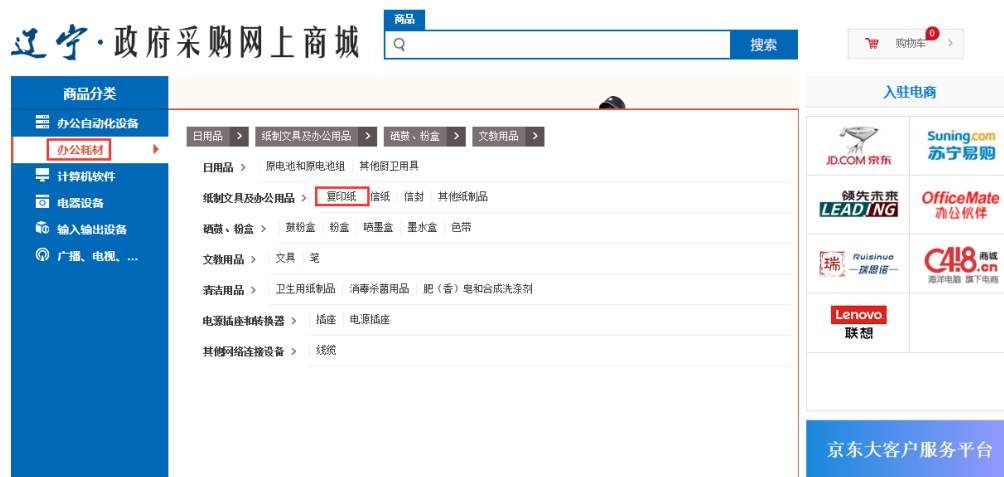 辽宁·政府采购网上商城
商品
搜索
购物车 0 >
商品分类
办公自动化设备
办公耗材
计算机软件
电器设备
输入输出设备
广播、电视、...
日用品 > 纸制文具及办公用品 > 硒鼓、粉盒 > 文教用品 >
日用品 > 原电池和原电池组 其他厨卫用具
纸制文具及办公用品 > 复印纸 信纸 信封 其他纸制品
硒鼓、粉盒 > 鼓粉盒 粉盒 喷墨盒 墨水盒 色带
文教用品 > 文具 笔
清洁用品 > 卫生用纸制品 消毒杀菌用品 肥（香）皂和合成洗涤剂
电源插座和转换器 > 插座 电源插座
其他网络连接设备 > 线缆
入驻电商
JD.COM 京东
Suning.com
苏宁易购
领先未来
LEADING
OfficeMate
办公伙伴
瑞 Ruisinuo
—瑞思诺—
C48.cn 商城
海洋电脑 旗下电商
Lenovo
联想
京东大客户服务平台